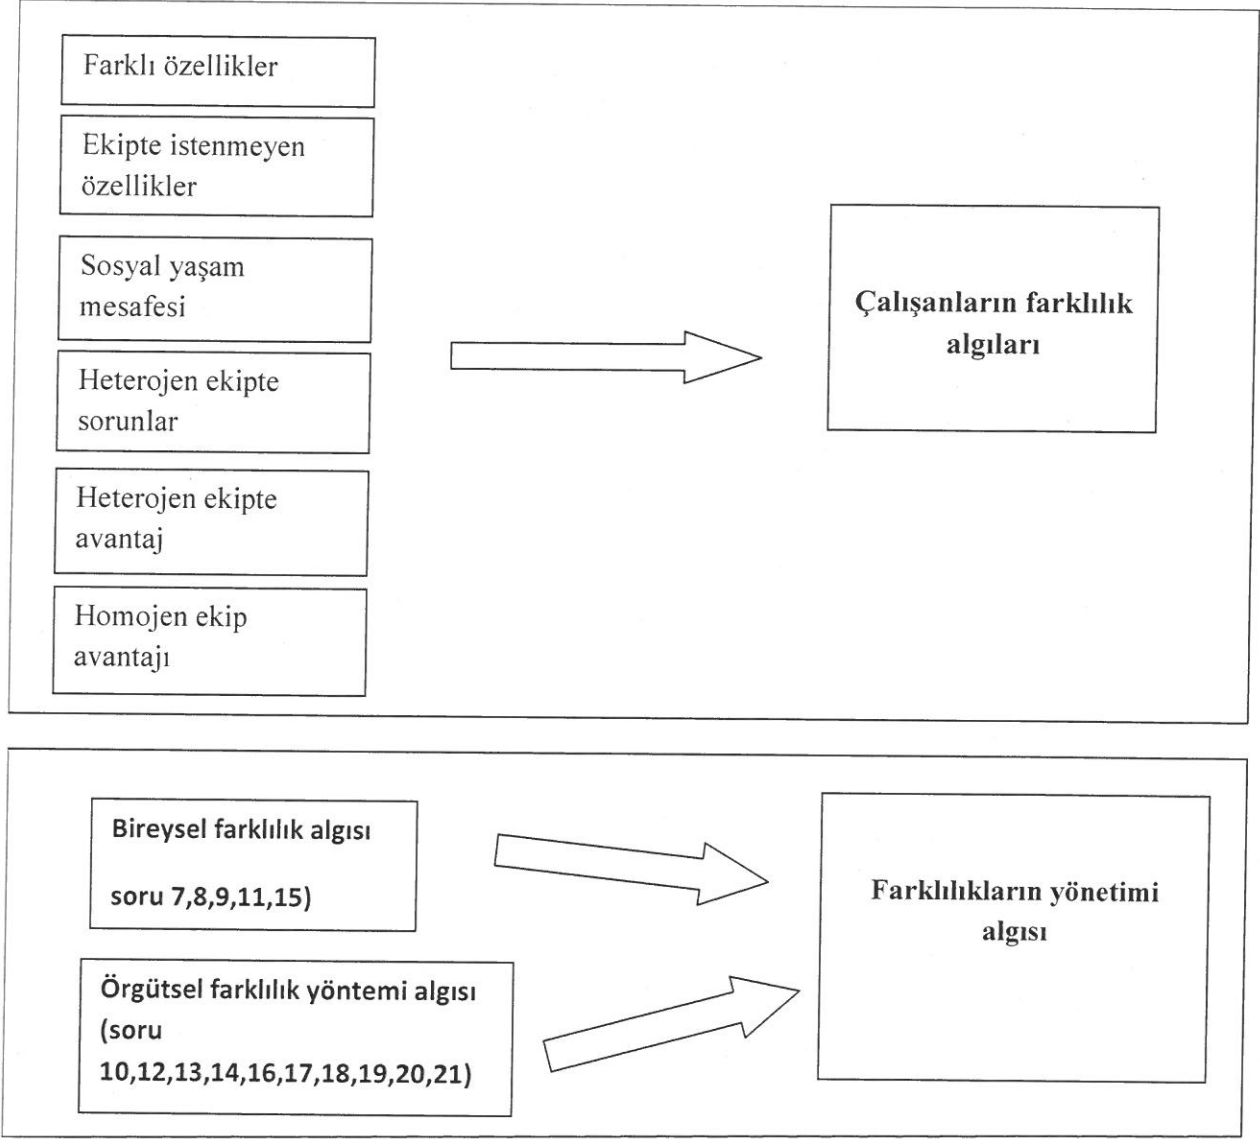 Farklı özellikler
Ekipte istenmeyen
özellikler
Sosyal yaşam
mesafesi
Heterojen ekipte
sorunlar
Heterojen ekipte
avantaj
Homojen ekip
avantajı
Çalışanların farklılık
algıları
Bireysel farklılık algısı
soru 7,8,9,11,15)
Örgütsel farklılık yöntemi algısı
(soru
10,12,13,14,16,17,18,19,20,21)
Farklılıkların yönetimi
algısı